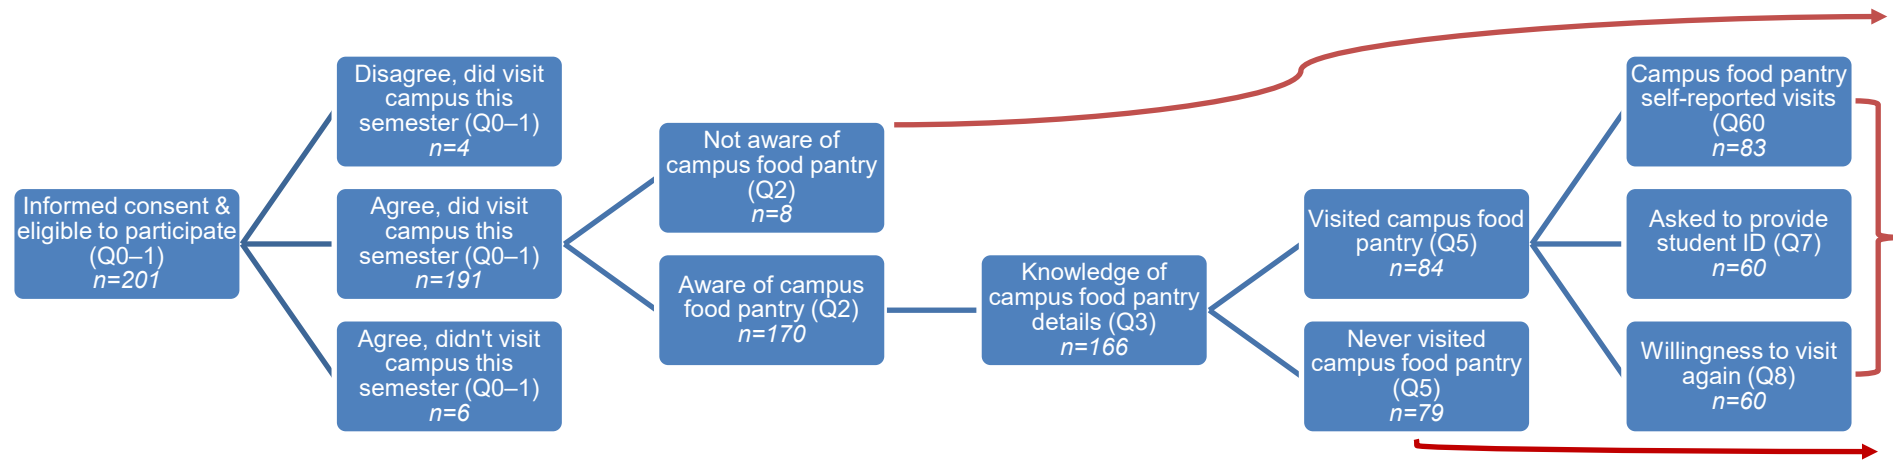 Informed consent &
eligible to participate
(Q0–1)
n=201
Disagree, did visit
campus this
semester (Q0–1)
n=4
Agree, did visit
campus this
semester (Q0–1)
n=191
Agree, didn't visit
campus this
semester (Q0–1)
n=6
Not aware of
campus food pantry
(Q2)
n=8
Aware of campus
food pantry (Q2)
n=170
Knowledge of
campus food pantry
details (Q3)
n=166
Visited campus food
pantry (Q5)
n=84
Never visited
campus food pantry
(Q5)
n=79
Campus food pantry
self-reported visits
(Q60
n=83
Asked to provide
student ID (Q7)
n=60
Willingness to visit
again (Q8)
n=60